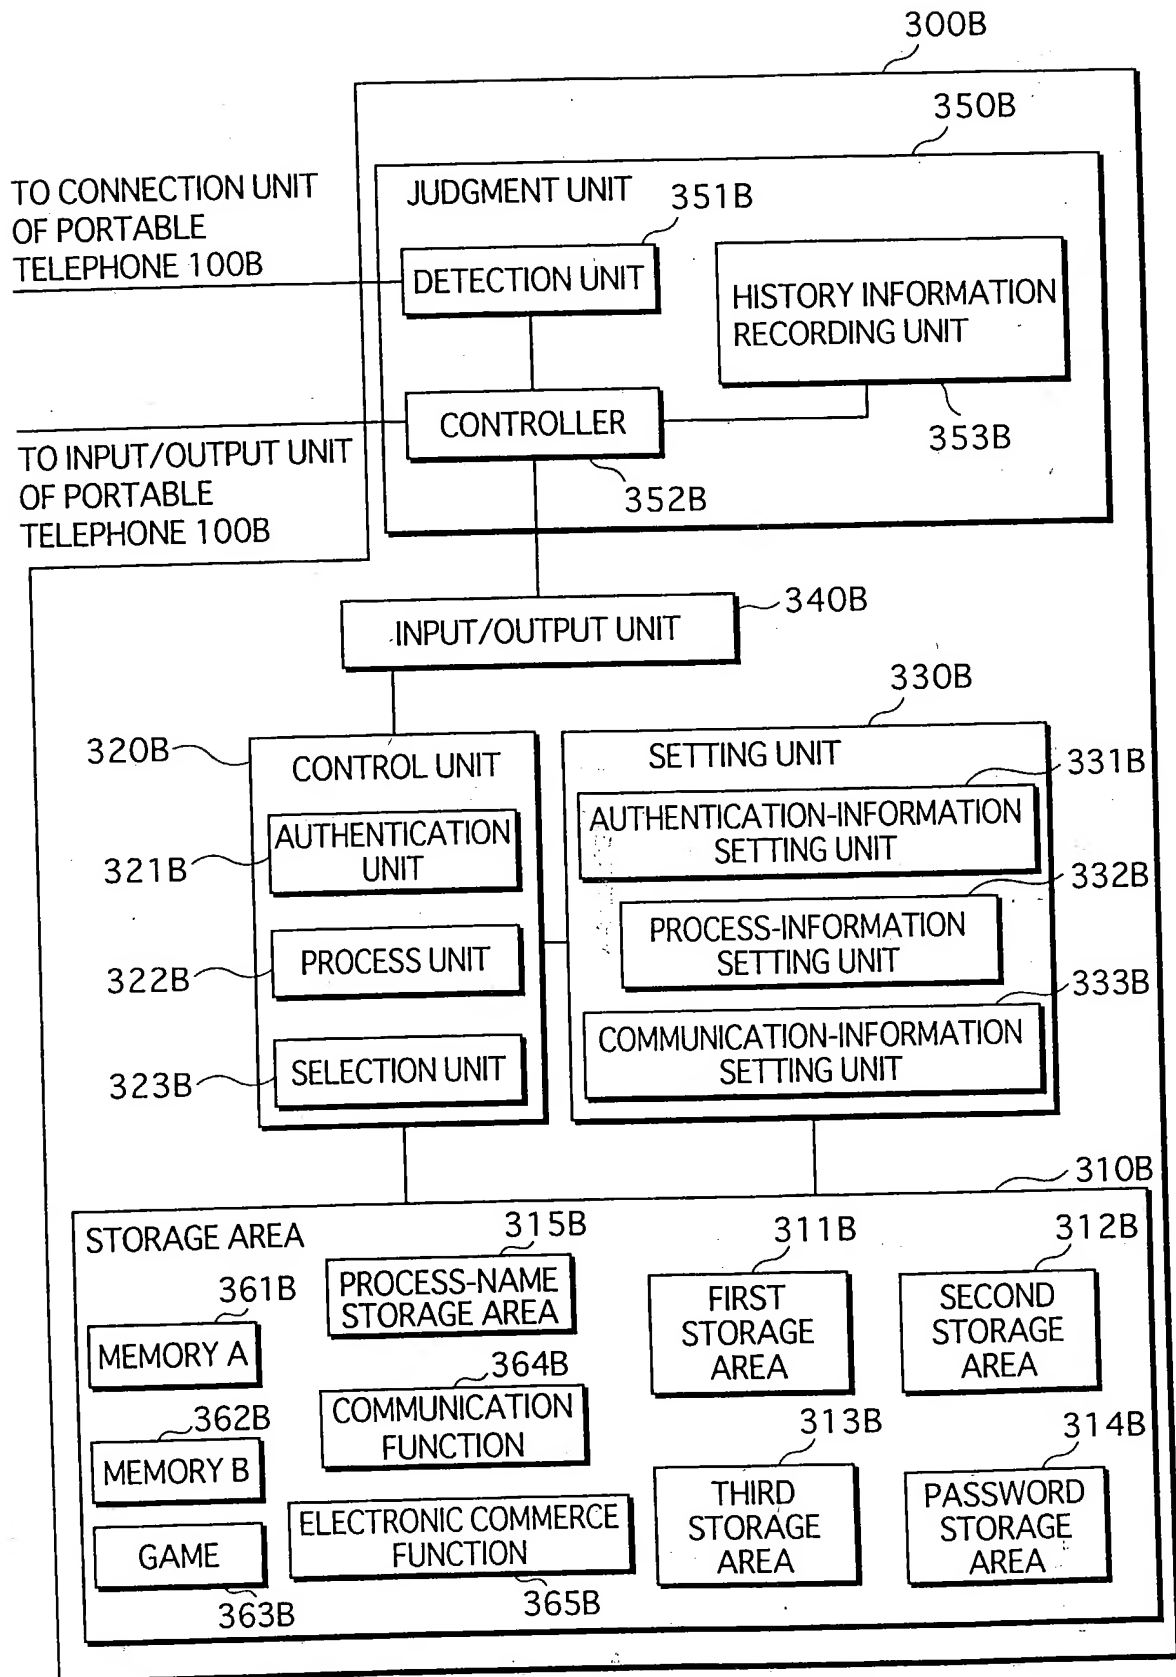 300B
350B
TO CONNECTION UNIT
OF PORTABLE
TELEPHONE 100B
JUDGMENT UNIT
351B
DETECTION UNIT
HISTORY INFORMATION
RECORDING UNIT
353B
CONTROLLER
352B
TO INPUT/OUTPUT UNIT
OF PORTABLE
TELEPHONE 100B
340B
INPUT/OUTPUT UNIT
330B
320B
CONTROL UNIT
SETTING UNIT
331B
AUTHENTICATION
UNIT
321B
AUTHENTICATION-INFORMATION
SETTING UNIT
332B
PROCESS UNIT
322B
PROCESS-INFORMATION
SETTING UNIT
333B
SELECTION UNIT
323B
COMMUNICATION-INFORMATION
SETTING UNIT
310B
STORAGE AREA
315B
311B
312B
361B
PROCESS-NAME
STORAGE AREA
FIRST
STORAGE
AREA
SECOND
STORAGE
AREA
MEMORY A
364B
COMMUNICATION
FUNCTION
362B
MEMORY B
313B
314B
THIRD
STORAGE
AREA
PASSWORD
STORAGE
AREA
ELECTRONIC COMMERCE
FUNCTION
365B
GAME
363B